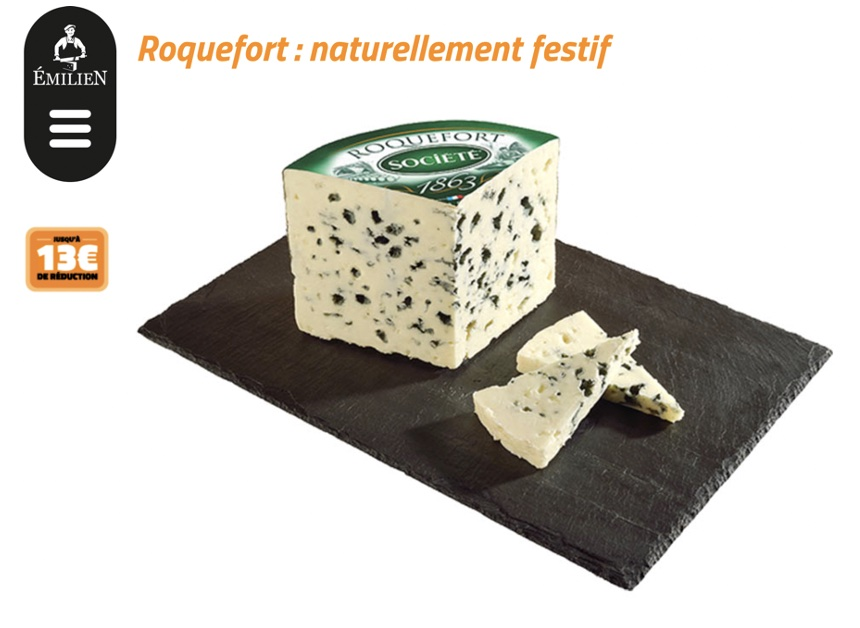 ÉMILIEN
Roquefort : naturellement festif
ROQUEFORT
SOCIÉTÉ
1863
JUSQU'À
13€
DE RÉDUCTION